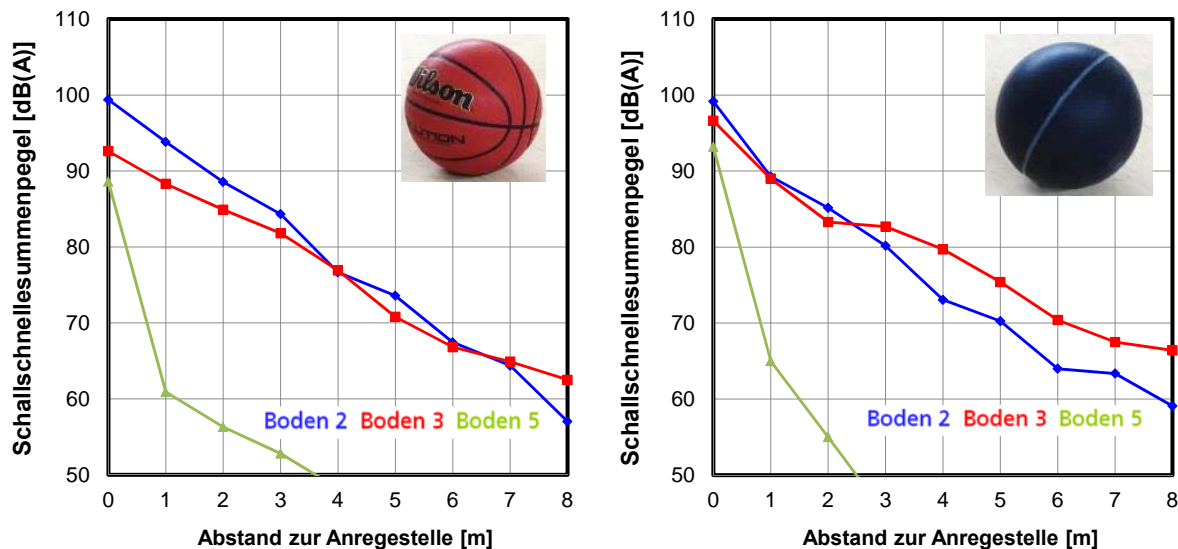 Schallschnellesummenpegel [dB(A)]
110
100
90
80
70
60
50
0 1 2 3 4 5 6 7 8
Abstand zur Anregestelle [m]
Wilson
Boden 2 Boden 3 Boden 5
Schallschnellesummenpegel [dB(A)]
110
100
90
80
70
60
50
0 1 2 3 4 5 6 7 8
Abstand zur Anregestelle [m]
Boden 2 Boden 3 Boden 5